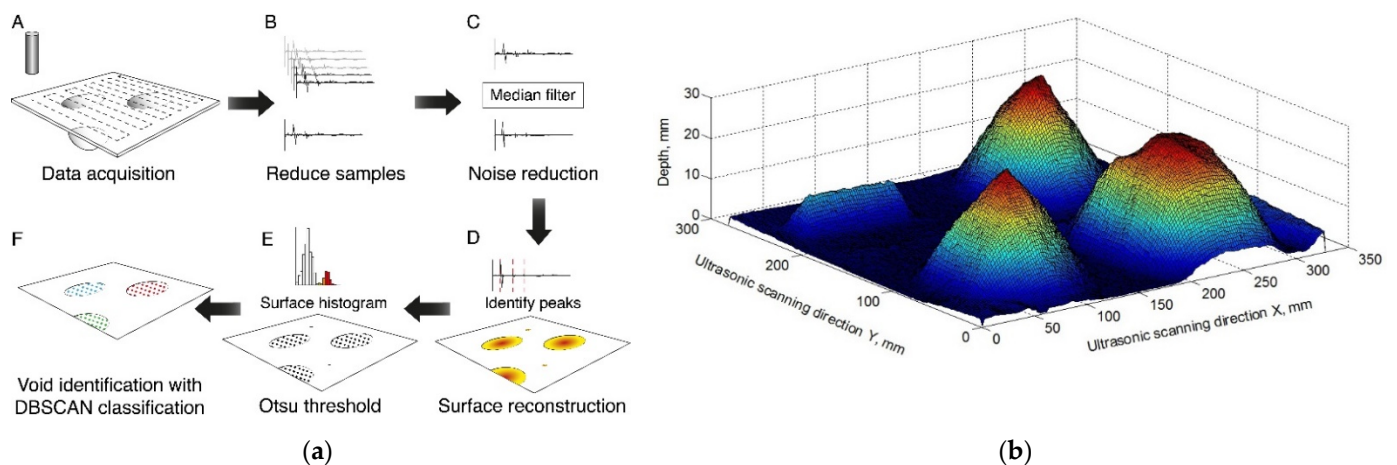 A
Data acquisition
B
Reduce samples
C
Median filter
Noise reduction
D
Identify peaks
Surface reconstruction
E
Surface histogram
Otsu threshold
F
Void identification with
DBSCAN classification
(a)
Depth, mm
30
20
10
0
300
200
100
0
Ultrasonic scanning direction Y, mm
0
50
100
150
200
250
300
350
Ultrasonic scanning direction X, mm
(b)